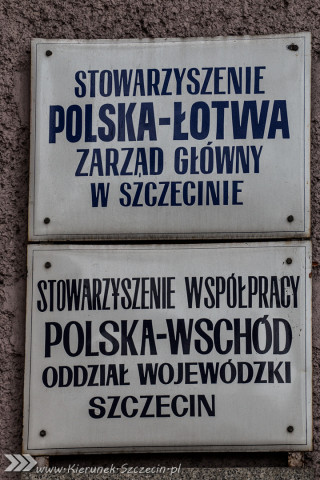 STOWARZYSZENIE
POLSKA-ŁOTWA
ZARZĄD GŁÓWNY
W SZCZECINIE
STOWARZYSZENIE WSPÓŁPRACY
POLSKA-WSCHÓD
ODDZIAŁ WOJEWÓDZKI
SZCZECIN
www.Kierunek-Szczecin.pl